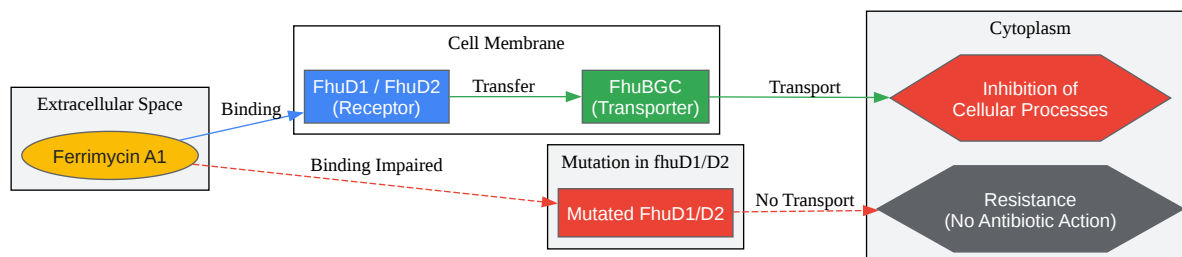 Cell Membrane
Cytoplasm
Extracellular Space
Ferrimycin A1
Binding
FhuD1 / FhuD2
(Receptor)
Transfer
FhuBGC
(Transporter)
Transport
Inhibition of
Cellular Processes
Binding Impaired
Mutation in fhuD1/D2
Mutated FhuD1/D2
No Transport
Resistance
(No Antibiotic Action)